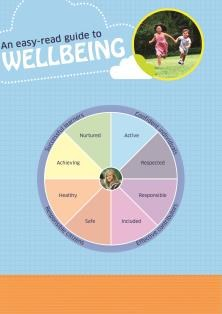 An easy-read guide to
WELLBEING
Successful learners
Confident individuals
Nurtured
Active
Achieving
Respected
Healthy
Responsible
Safe
Included
Responsible citizens
Effective contributors